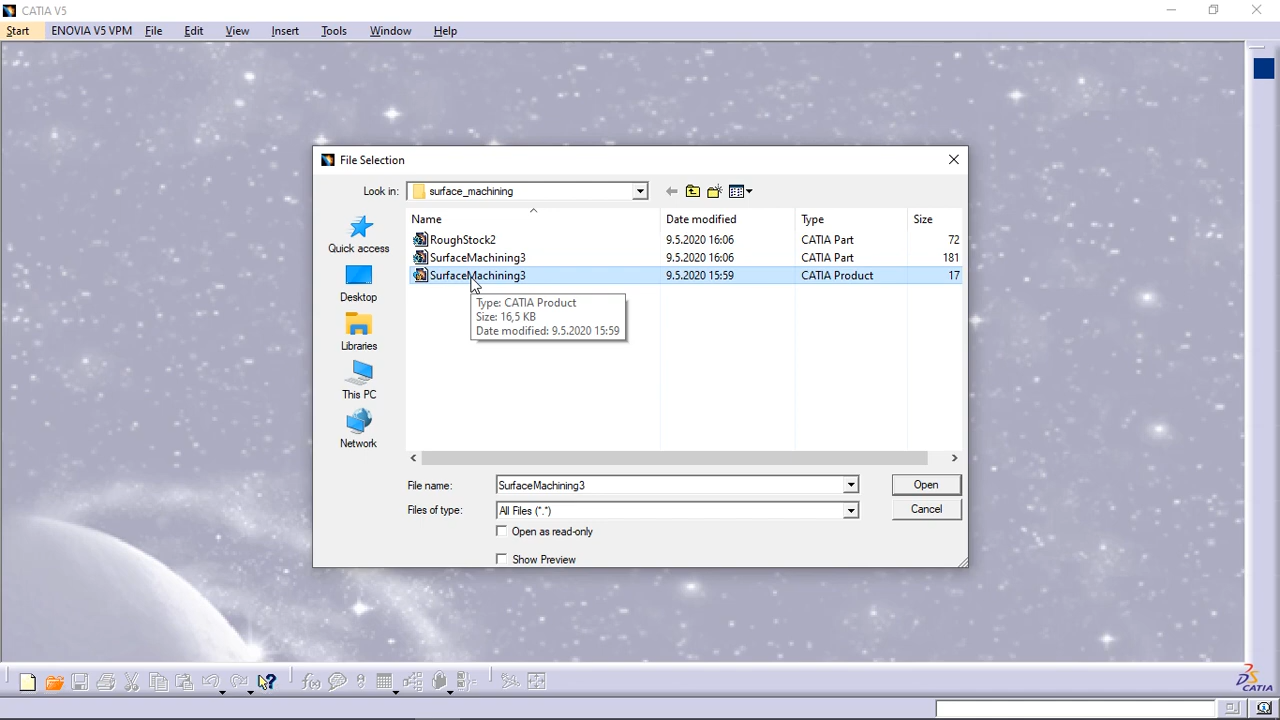 CATIA V5
Start ENOVIA V5 VPM File Edit View Insert Tools Window Help
File Selection
Look in: surface_machining
Name Date modified Type Size
RoughStock2 9.5.2020 16:06 CATIA Part 72
SurfaceMachining3 9.5.2020 16:06 CATIA Part 181
SurfaceMachining3 9.5.2020 15:59 CATIA Product 17
Type: CATIA Product
Size: 16,5 KB
Date modified: 9.5.2020 15:59
Quick access
Desktop
Libraries
This PC
Network
File name: SurfaceMachining3 Open
Files of type: All Files (*.*) Cancel
Open as read-only
Show Preview
CATIA